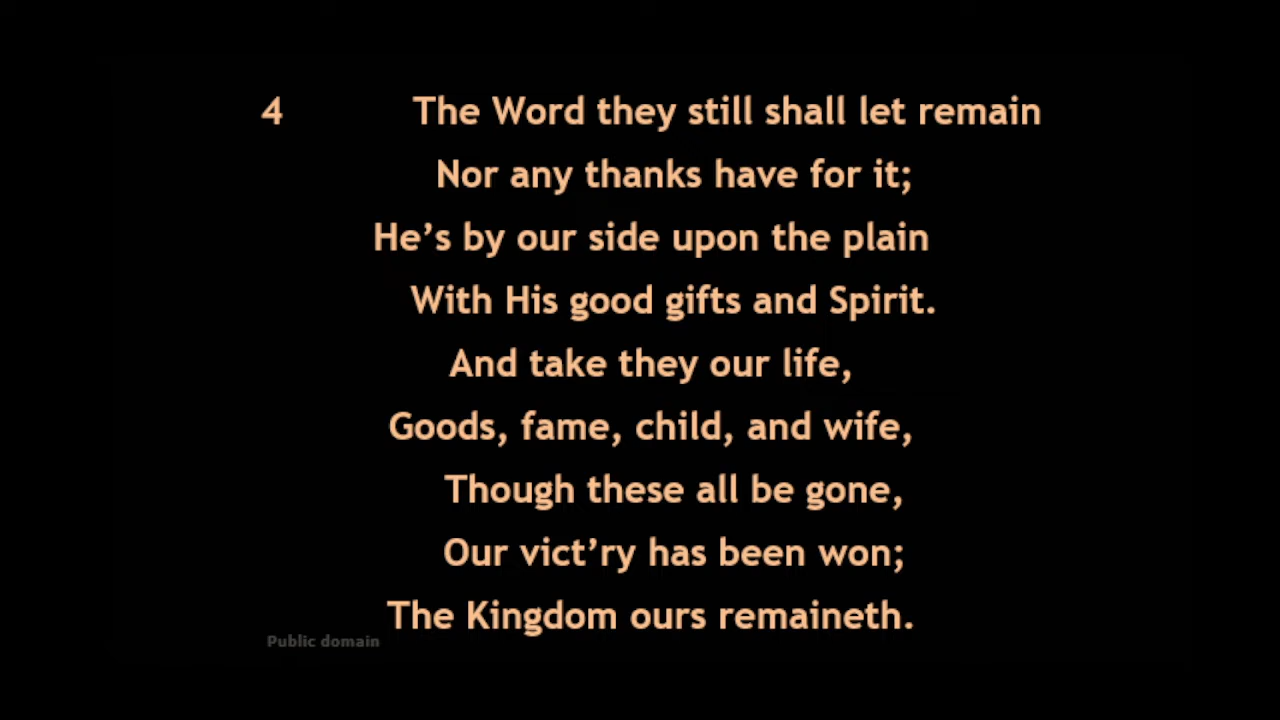 4 The Word they still shall let remain
Nor any thanks have for it;
He’s by our side upon the plain
With His good gifts and Spirit.
And take they our life,
Goods, fame, child, and wife,
Though these all be gone,
Our vict’ry has been won;
The Kingdom ours remaineth.
Public domain